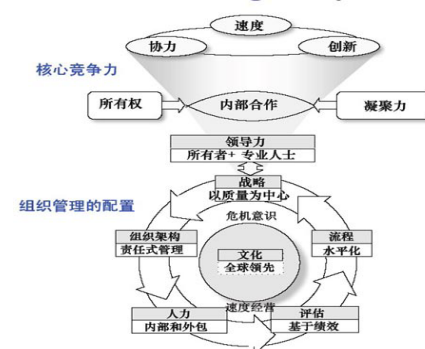 速度
协力
创新
核心竞争力
所有权
内部合作
凝聚力
领导力
所有者+ 专业人士
战略
以质量为中心
组织管理的配置
危机意识
组织架构
责任式管理
流程
水平化
文化
全球领先
速度经营
人力
内部和外包
评估
基于绩效